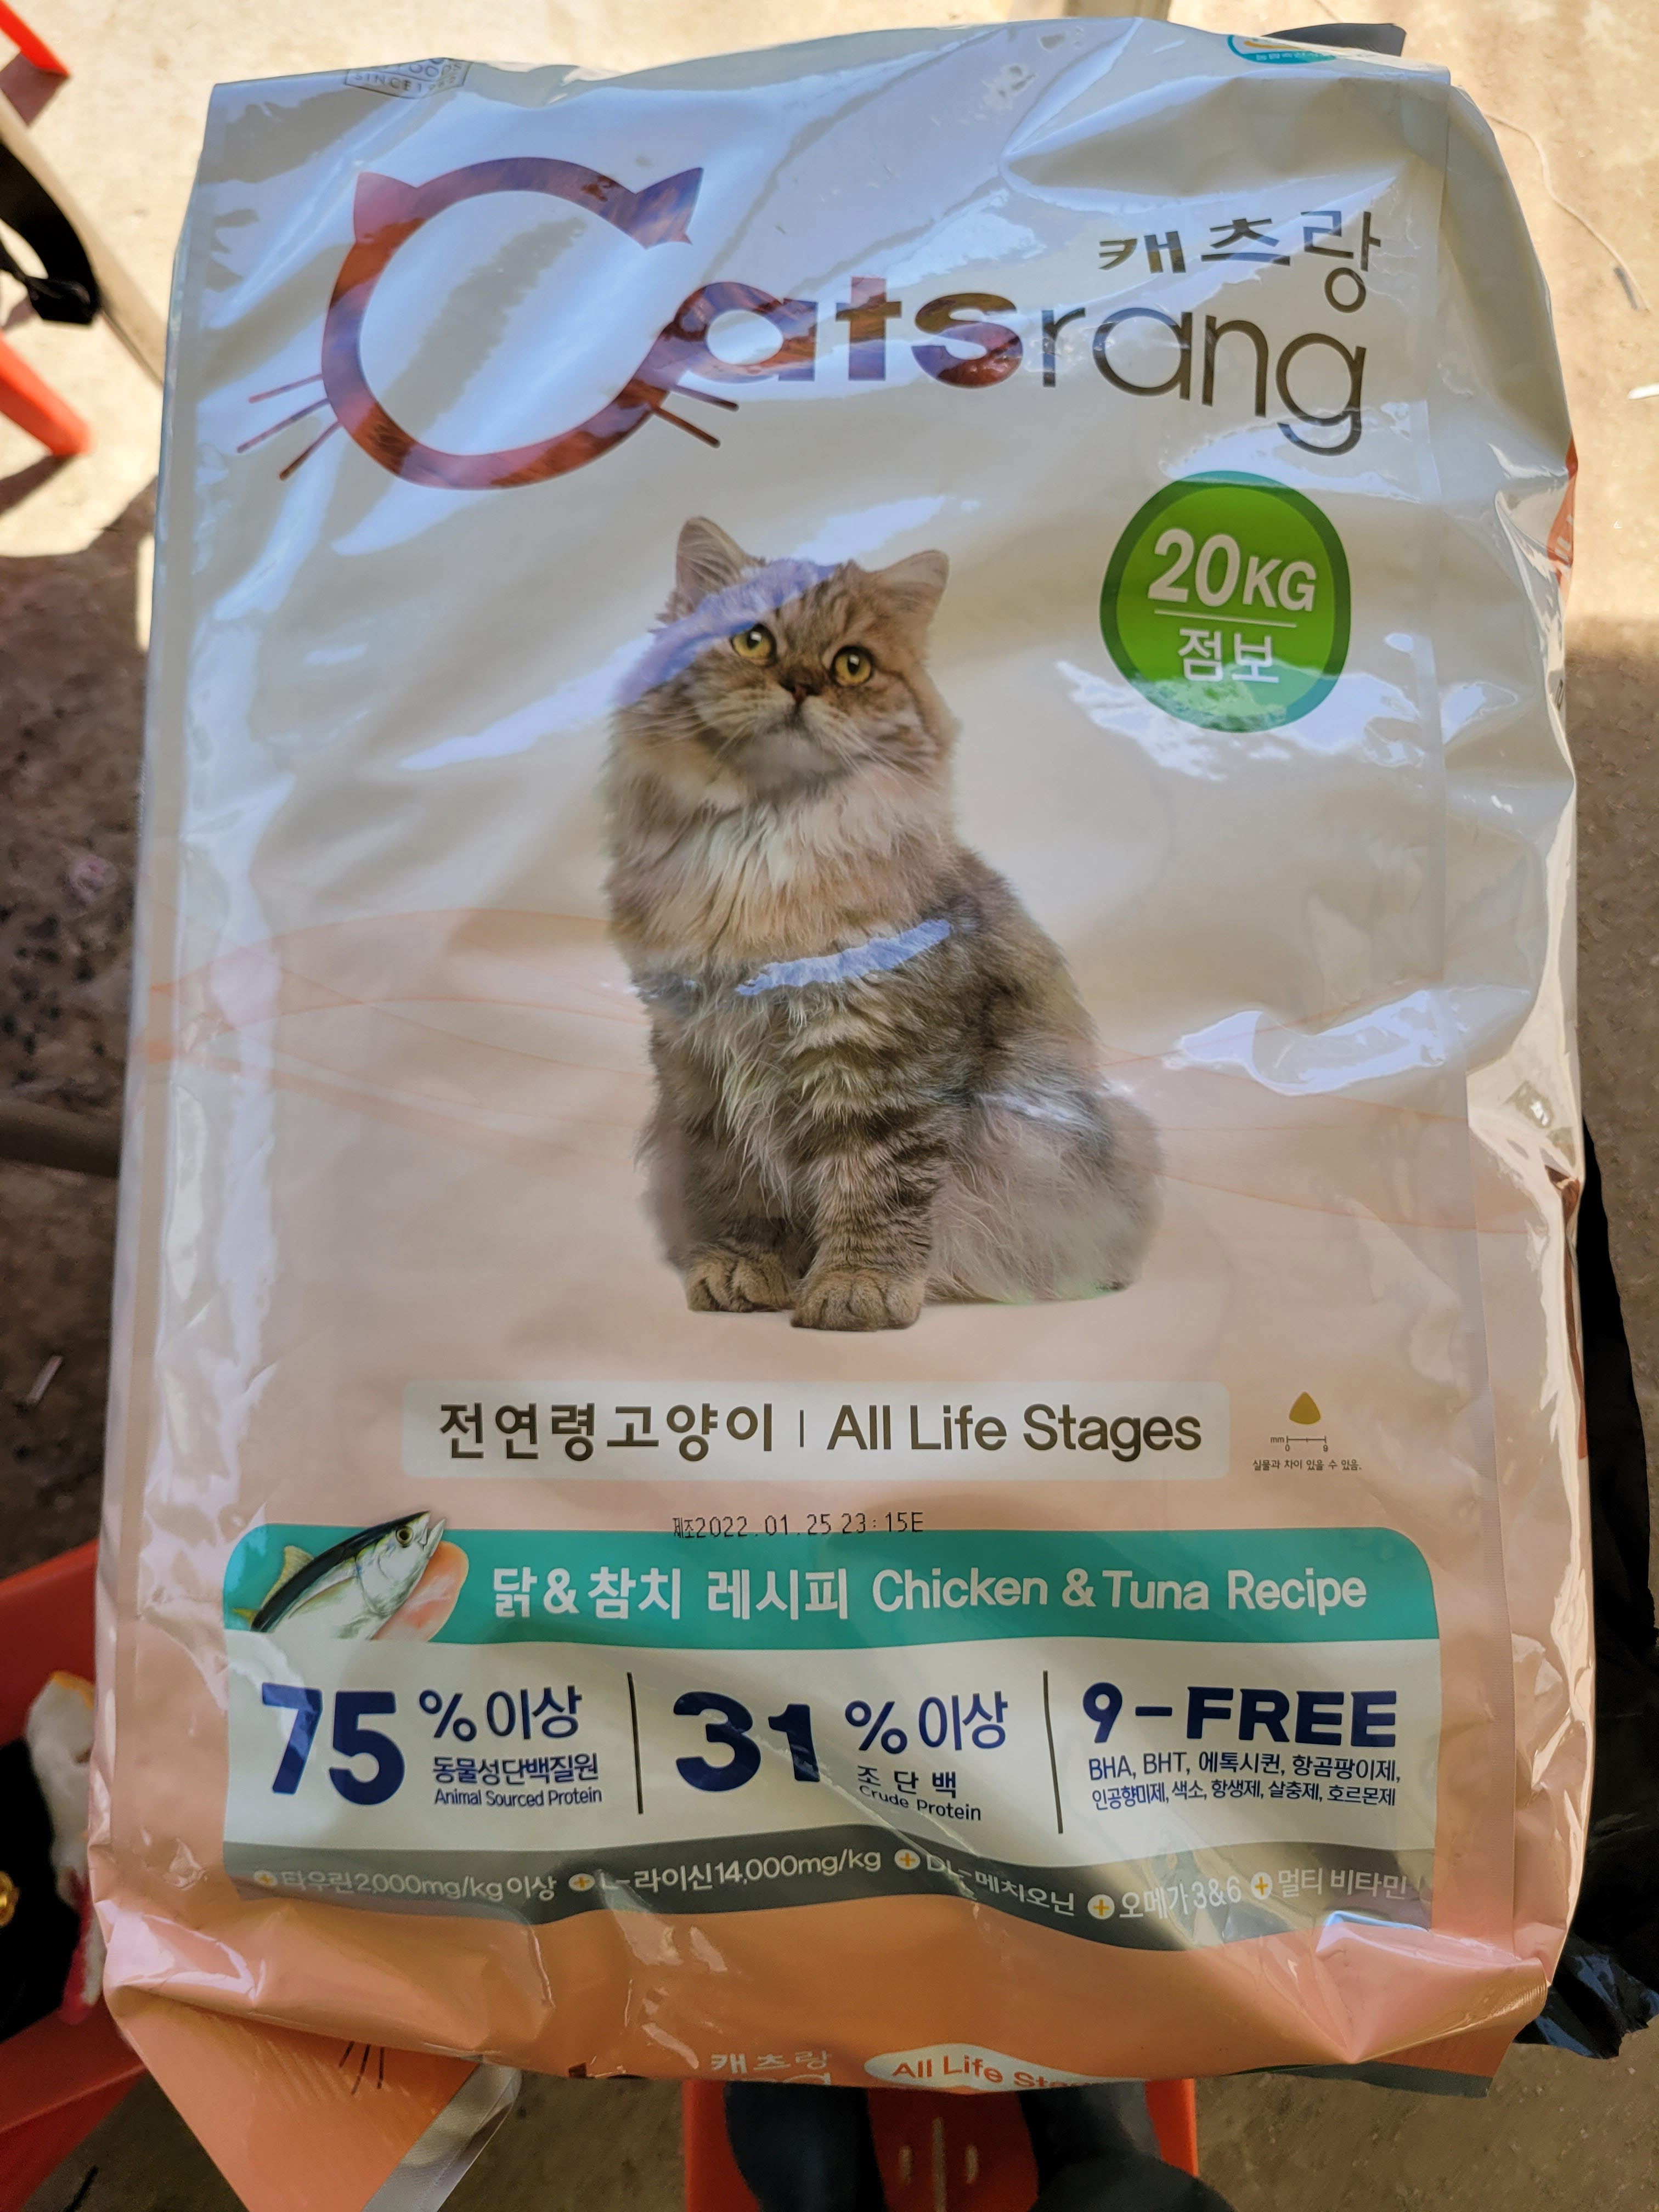 SINCE
캐츠랑
Catsrang
20KG
점보
전연령고양이 | All Life Stages
mm
0 9
실물과 차이 있을 수 있음.
제조2022.01.25 23:15E
닭&참치 레시피 Chicken & Tuna Recipe
75%이상
동물성단백질원
Animal Sourced Protein
31%이상
조단백
Crude Protein
9-FREE
BHA, BHT, 에톡시퀸, 항곰팡이제,
인공향미제, 색소, 항생제, 살충제, 호르몬제
+타우린2,000mg/kg이상 +L-라이신14,000mg/kg +DL-메치오닌 +오메가3&6 +멀티 비타민
캐츠랑
All Life